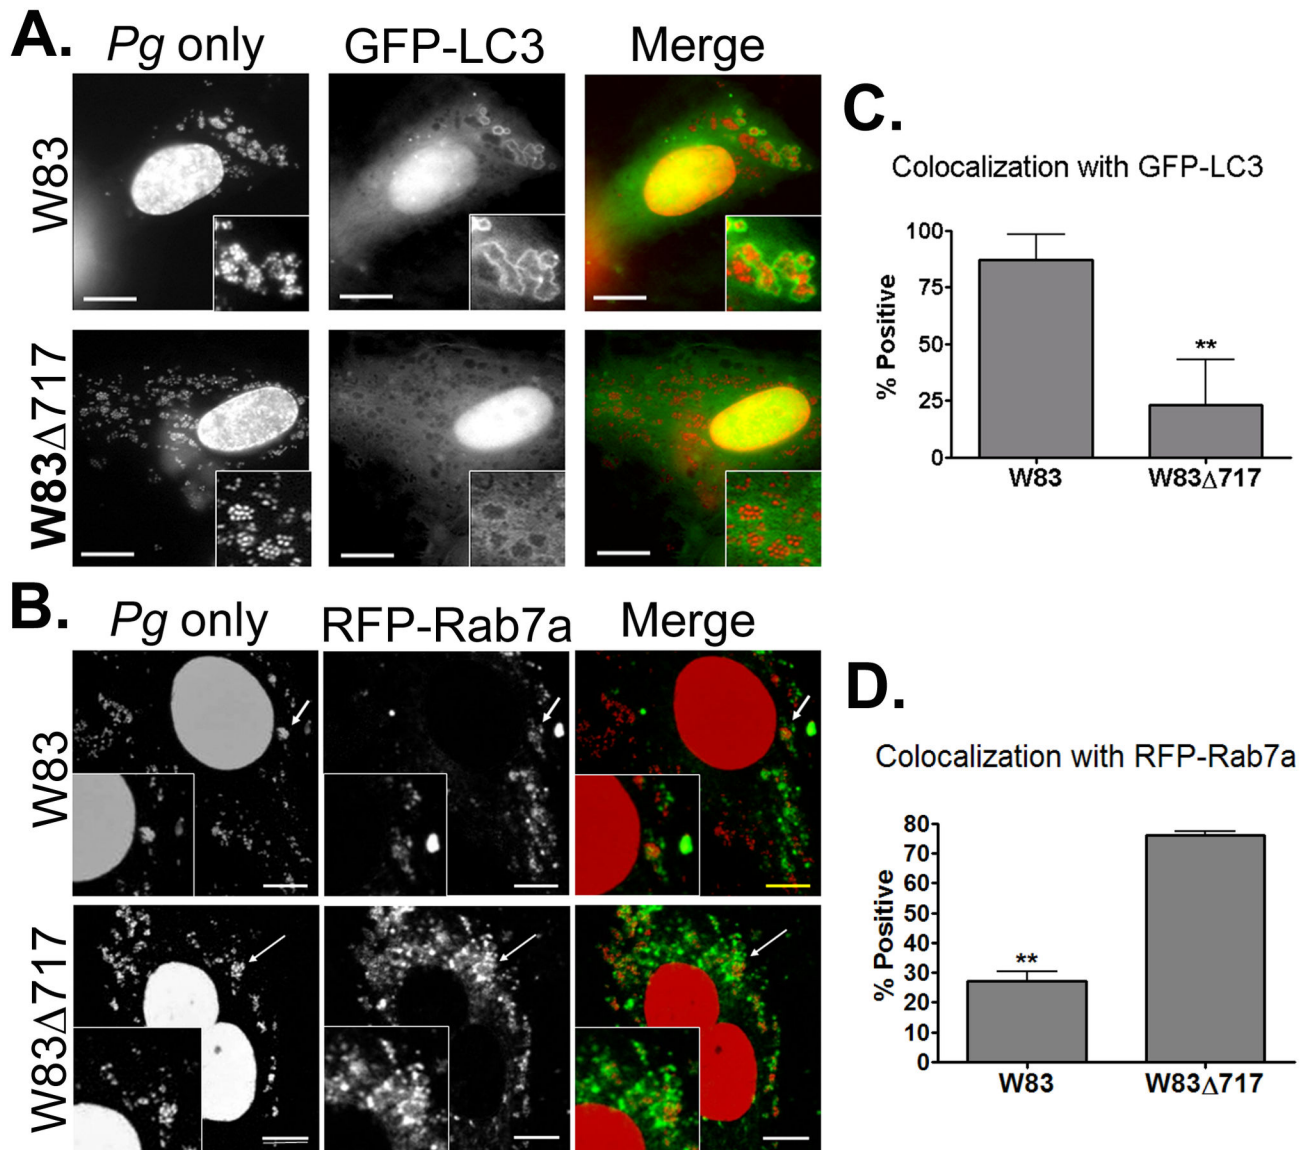 A.
Pg only GFP-LC3 Merge
W83
W83Δ717
B.
Pg only RFP-Rab7a Merge
W83
W83Δ717
C.
Colocalization with GFP-LC3
% Positive
100
75
50
25
0
**
W83 W83Δ717
D.
Colocalization with RFP-Rab7a
% Positive
80
70
60
50
40
30
20
10
0
**
W83 W83Δ717